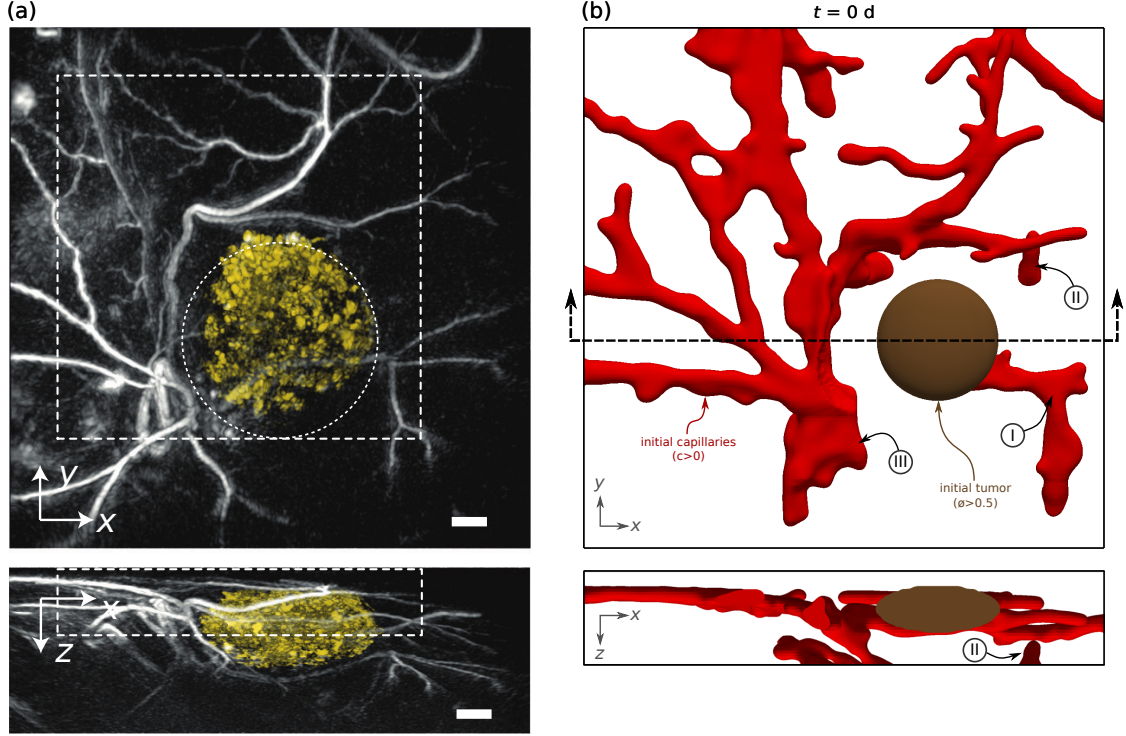 (a)
(b)
t = 0 d
II
initial capillaries
(c>0)
III
I
initial tumor
(ø>0.5)
y
x
y
x
x
z
x
z
II